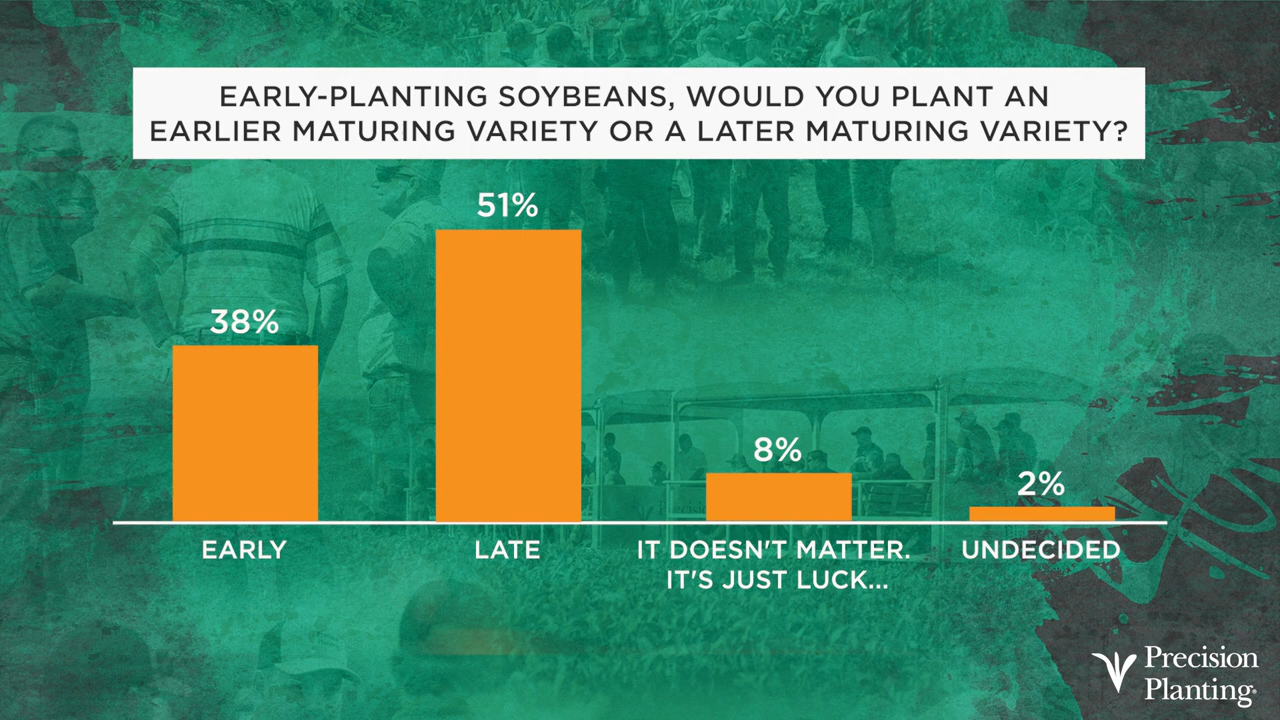 EARLY-PLANTING SOYBEANS, WOULD YOU PLANT AN
EARLIER MATURING VARIETY OR A LATER MATURING VARIETY?
51%
38%
8%
2%
EARLY
LATE
IT DOESN'T MATTER.
IT'S JUST LUCK...
UNDECIDED
Precision
Planting®